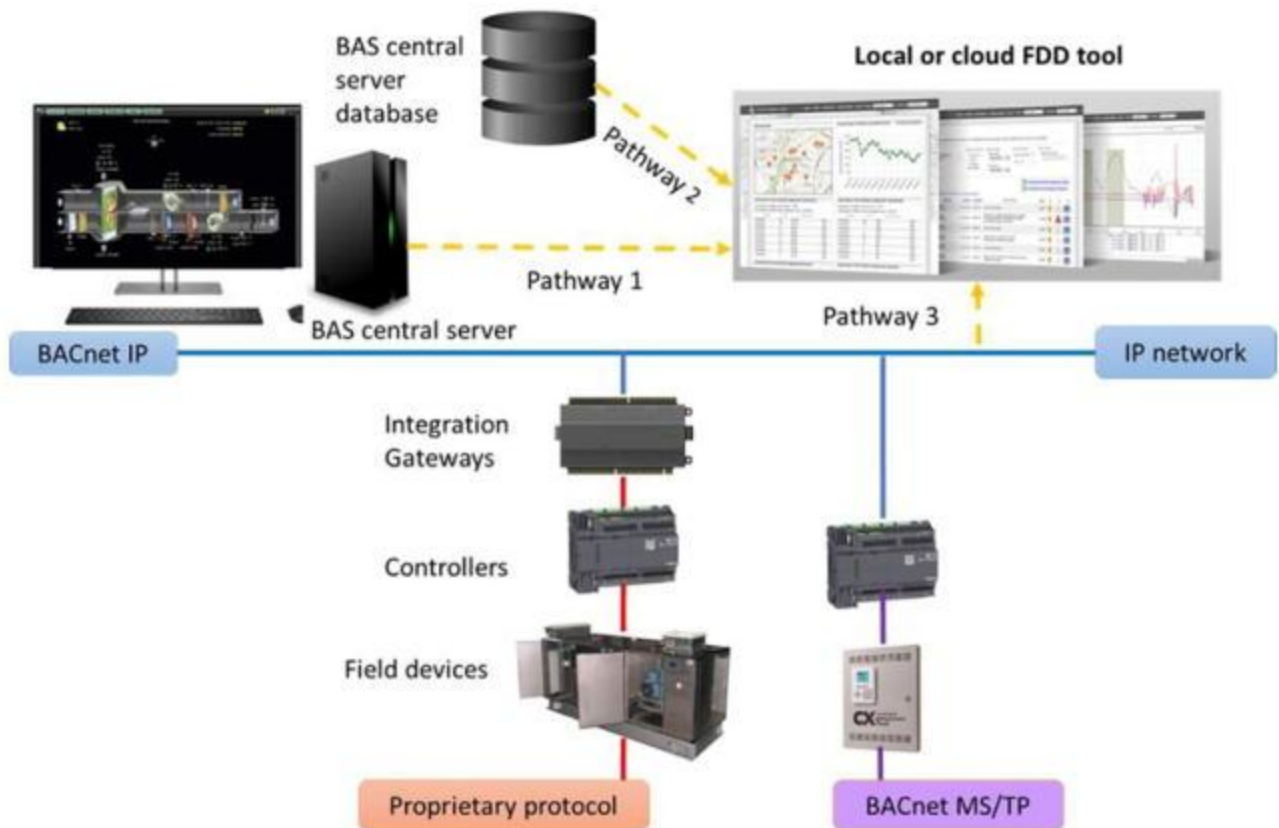 BAS central
server
database
Local or cloud FDD tool
Pathway 2
Pathway 1
BAS central server
Pathway 3
BACnet IP
IP network
Integration
Gateways
Controllers
Field devices
CX
Proprietary protocol
BACnet MS/TP